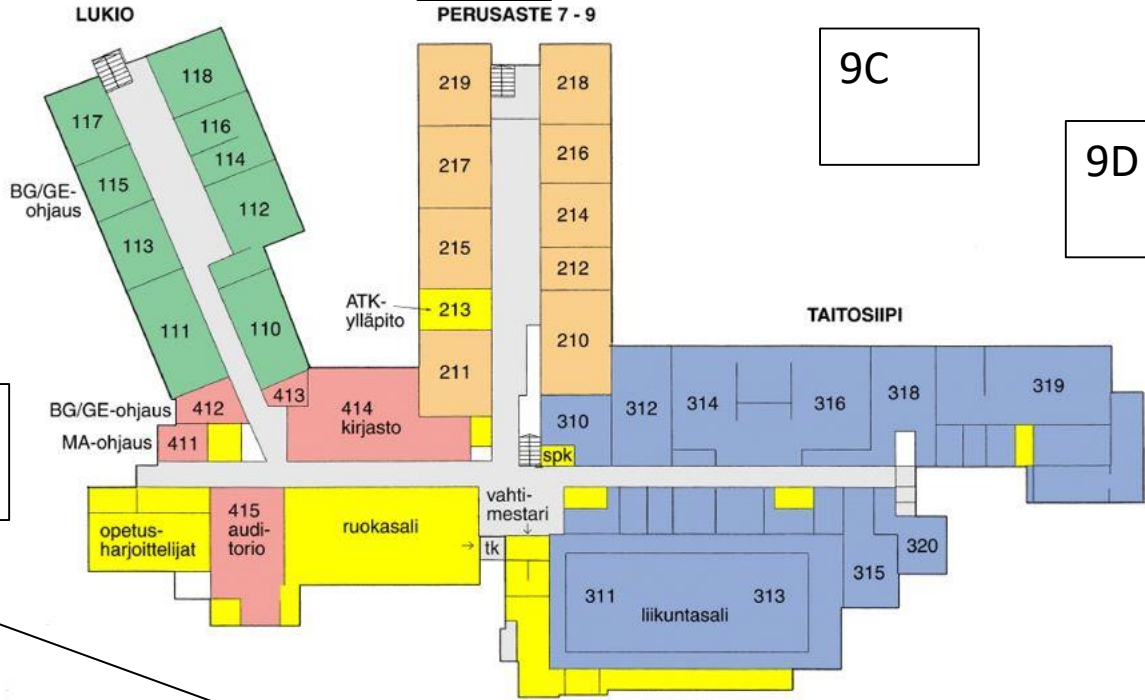 LUKIO
PERUSASTE 7 - 9
9C
9D
118
117
116
114
115
BG/GE-
ohjaus
112
113
111
110
219
218
217
216
215
214
212
ATK-
ylläpito
213
210
211
TAITOSIIPI
BG/GE-ohjaus
412
413
414
kirjasto
MA-ohjaus
411
310
312
314
316
318
319
spk
vahti-
mestari
opetus-
harjoittelijat
415
audi-
torio
ruokasali
tk
311
313
liikuntasali
315
320